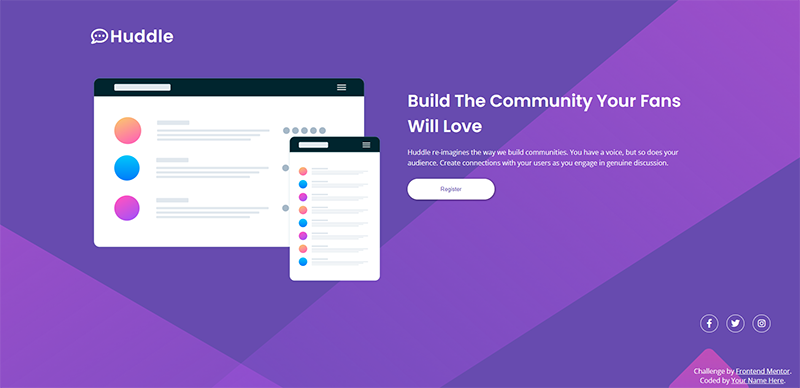 Huddle
Build The Community Your Fans
Will Love
Huddle re-imagines the way we build communities. You have a voice, but so does your
audience. Create connections with your users as you engage in genuine discussion.
Register
Challenge by Frontend Mentor.
Coded by Your Name Here.